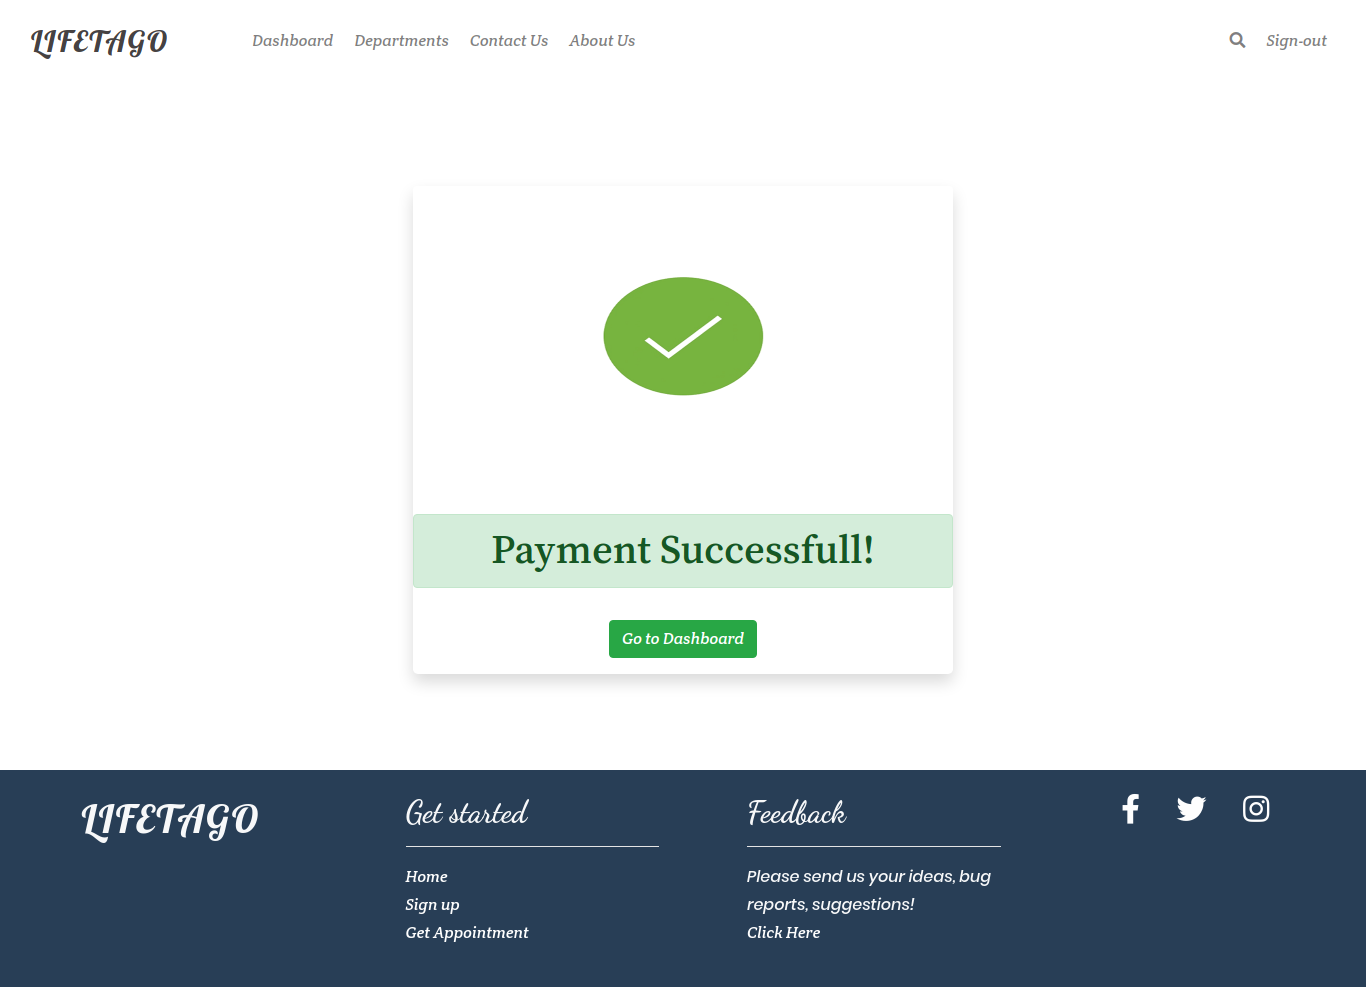 LIFETAGO
Dashboard Departments Contact Us About Us Sign-out
Payment Successfull!
Go to Dashboard
LIFETAGO
Get started
Home
Sign up
Get Appointment
Feedback
Please send us your ideas, bug
reports, suggestions!
Click Here